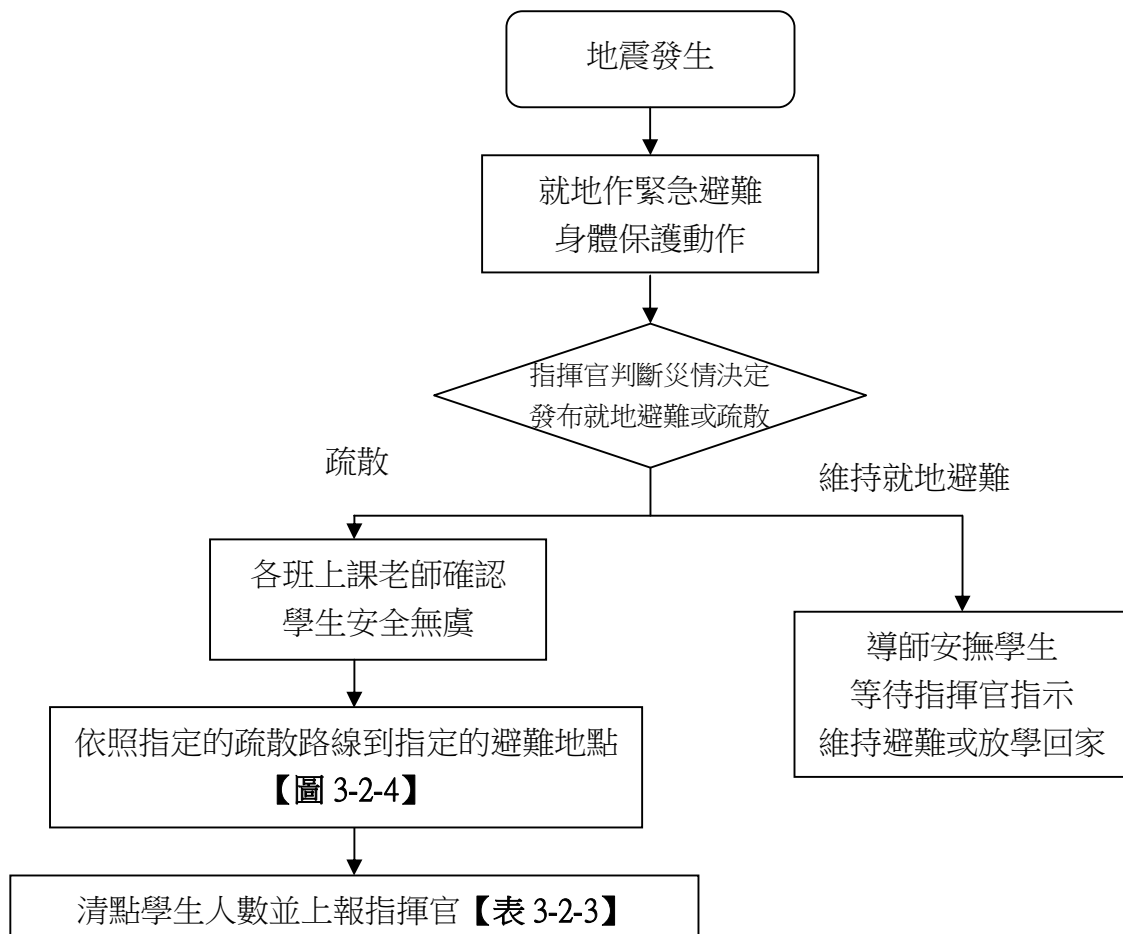 地震發生
就地作緊急避難
身體保護動作
指揮官判斷災情決定
發布就地避難或疏散
疏散
維持就地避難
各班上課老師確認
學生安全無虞
導師安撫學生
等待指揮官指示
維持避難或放學回家
依照指定的疏散路線到指定的避難地點
【圖 3-2-4】
清點學生人數並上報指揮官【表 3-2-3】